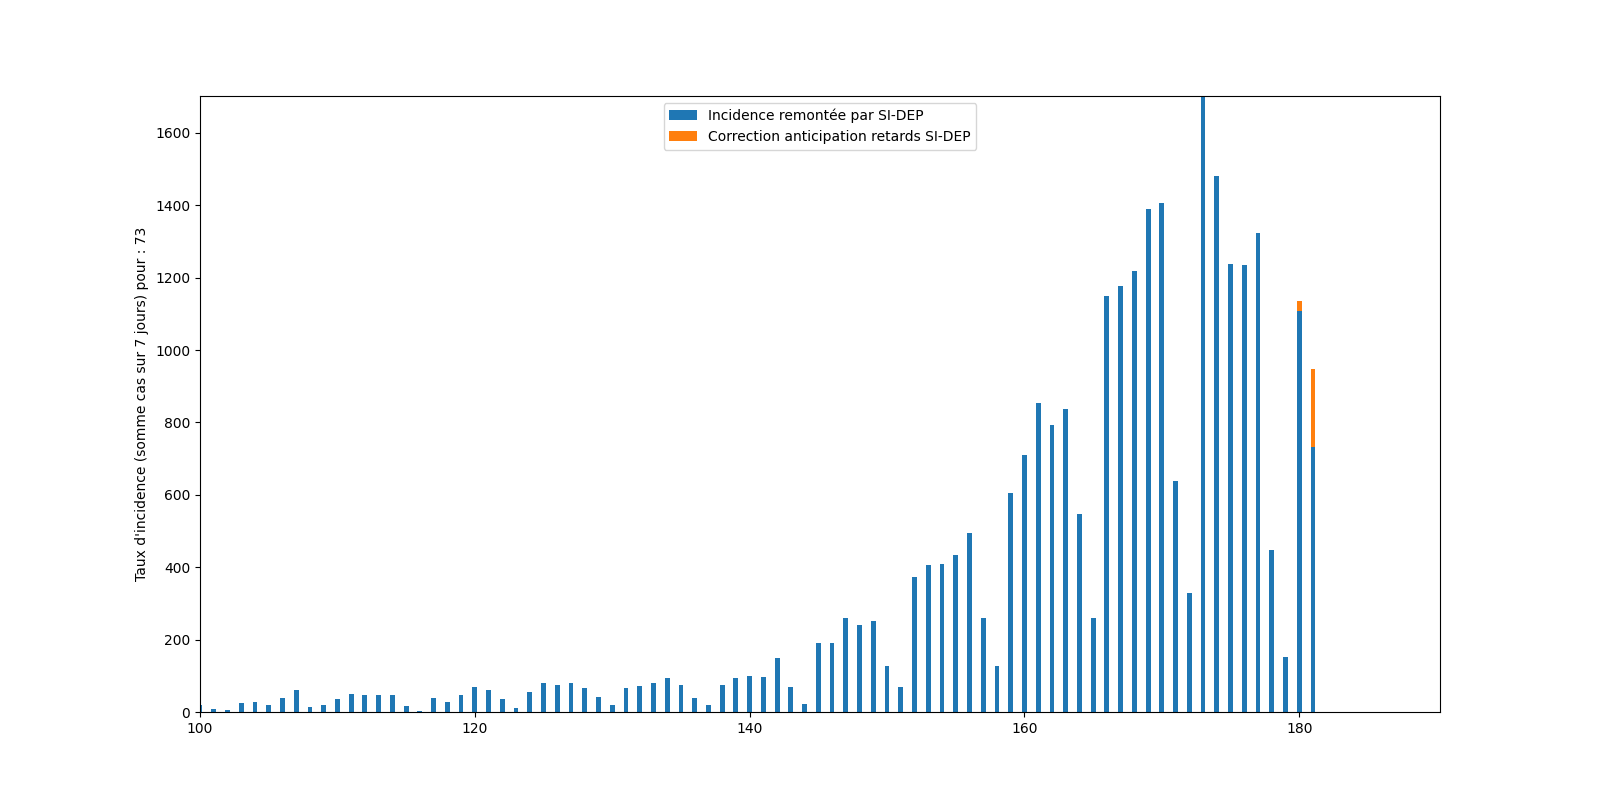 Incidence remontée par SI-DEP
Correction anticipation retards SI-DEP
Taux d'incidence (somme cas sur 7 jours) pour : 73
1600
1400
1200
1000
800
600
400
200
0
100 120 140 160 180